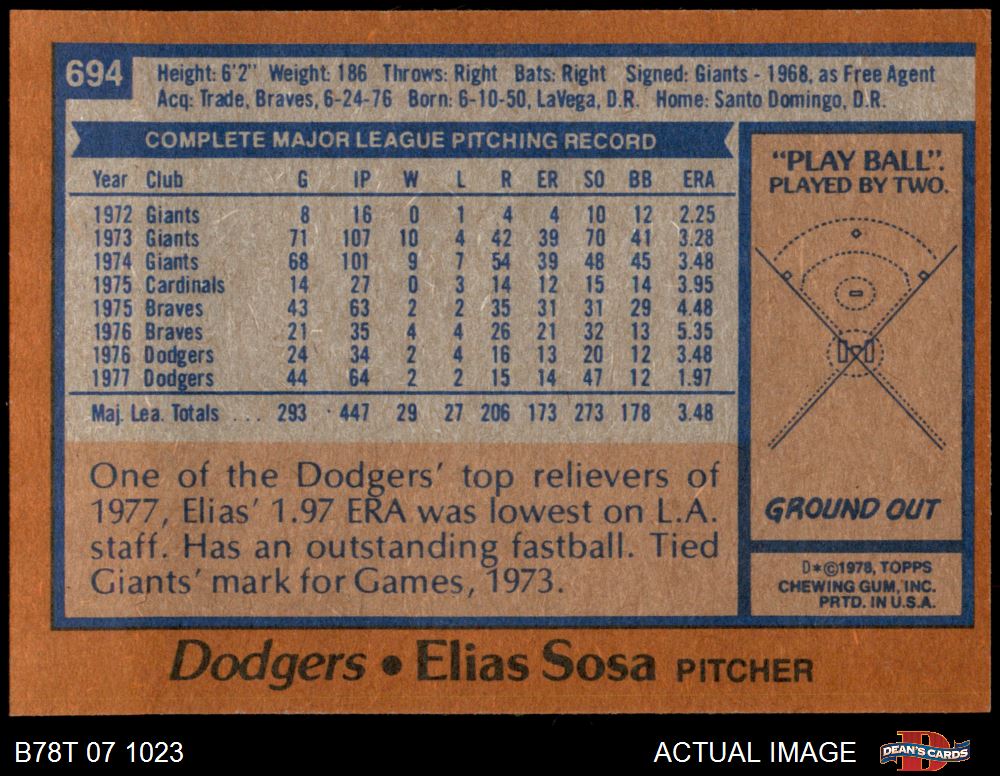 694
Height: 6'2" Weight: 186 Throws: Right Bats: Right Signed: Giants - 1968, as Free Agent
Acq: Trade, Braves, 6-24-76 Born: 6-10-50, LaVega, D.R. Home: Santo Domingo, D.R.
COMPLETE MAJOR LEAGUE PITCHING RECORD
Year Club G IP W L R ER SO BB ERA
1972 Giants 8 16 0 1 4 4 10 12 2.25
1973 Giants 71 107 10 4 42 39 70 41 3.28
1974 Giants 68 101 9 7 54 39 48 45 3.48
1975 Cardinals 14 27 0 3 14 12 15 14 3.95
1975 Braves 43 63 2 2 35 31 31 29 4.48
1976 Braves 21 35 4 4 26 21 32 13 5.35
1976 Dodgers 24 34 2 4 16 13 20 12 3.48
1977 Dodgers 44 64 2 2 15 14 47 12 1.97
Maj. Lea. Totals ... 293 447 29 27 206 173 273 178 3.48
One of the Dodgers' top relievers of
1977, Elias' 1.97 ERA was lowest on L.A.
staff. Has an outstanding fastball. Tied
Giants' mark for Games, 1973.
"PLAY BALL".
PLAYED BY TWO.
GROUND OUT
D*©1978, TOPPS
CHEWING GUM, INC.
PRTD. IN U.S.A.
Dodgers • Elias Sosa PITCHER
B78T 07 1023
ACTUAL IMAGE
D
DEAN'S CARDS